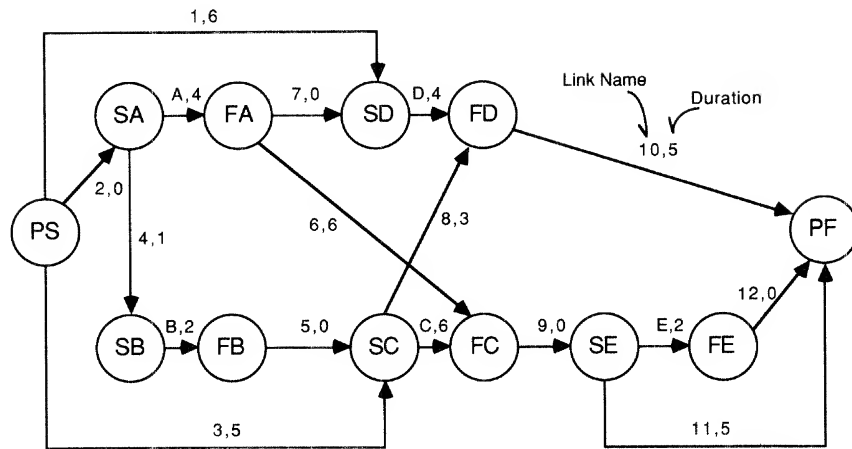 1,6
Link Name
Duration
SA
A,4
FA
7,0
SD
D,4
FD
10,5
2,0
PS
4,1
6,6
8,3
PF
12,0
SB
B,2
FB
5,0
SC
C,6
FC
9,0
SE
E,2
FE
3,5
11,5